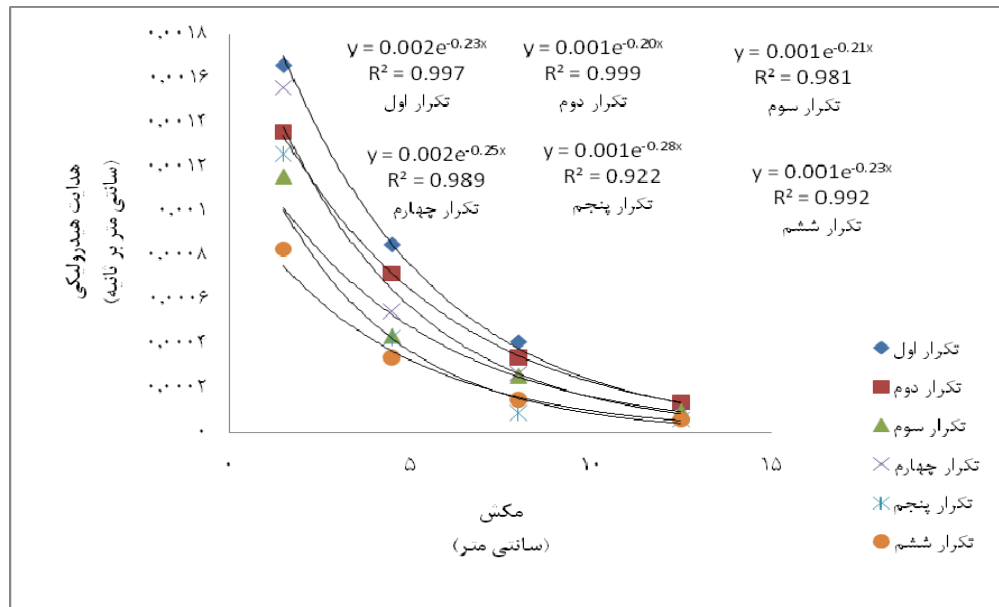 y = 0.002e-0.23x
R² = 0.997
تکرار اول
y = 0.001e-0.20x
R² = 0.999
تکرار دوم
y = 0.001e-0.21x
R² = 0.981
تکرار سوم
y = 0.002e-0.25x
R² = 0.989
تکرار چهارم
y = 0.001e-0.28x
R² = 0.922
تکرار پنجم
y = 0.001e-0.23x
R² = 0.992
تکرار ششم
هدایت هیدرولیکی
(سانتی متر بر ثانیه)
۰,۰۰۱۸
۰,۰۰۱۶
۰,۰۰۱۴
۰,۰۰۱۲
۰,۰۰۱
۰,۰۰۰۸
۰,۰۰۰۶
۰,۰۰۰۴
۰,۰۰۰۲
۰
۰
۵
۱۰
۱۵
مکش
(سانتی متر)
تکرار اول
تکرار دوم
تکرار سوم
تکرار چهارم
تکرار پنجم
تکرار ششم